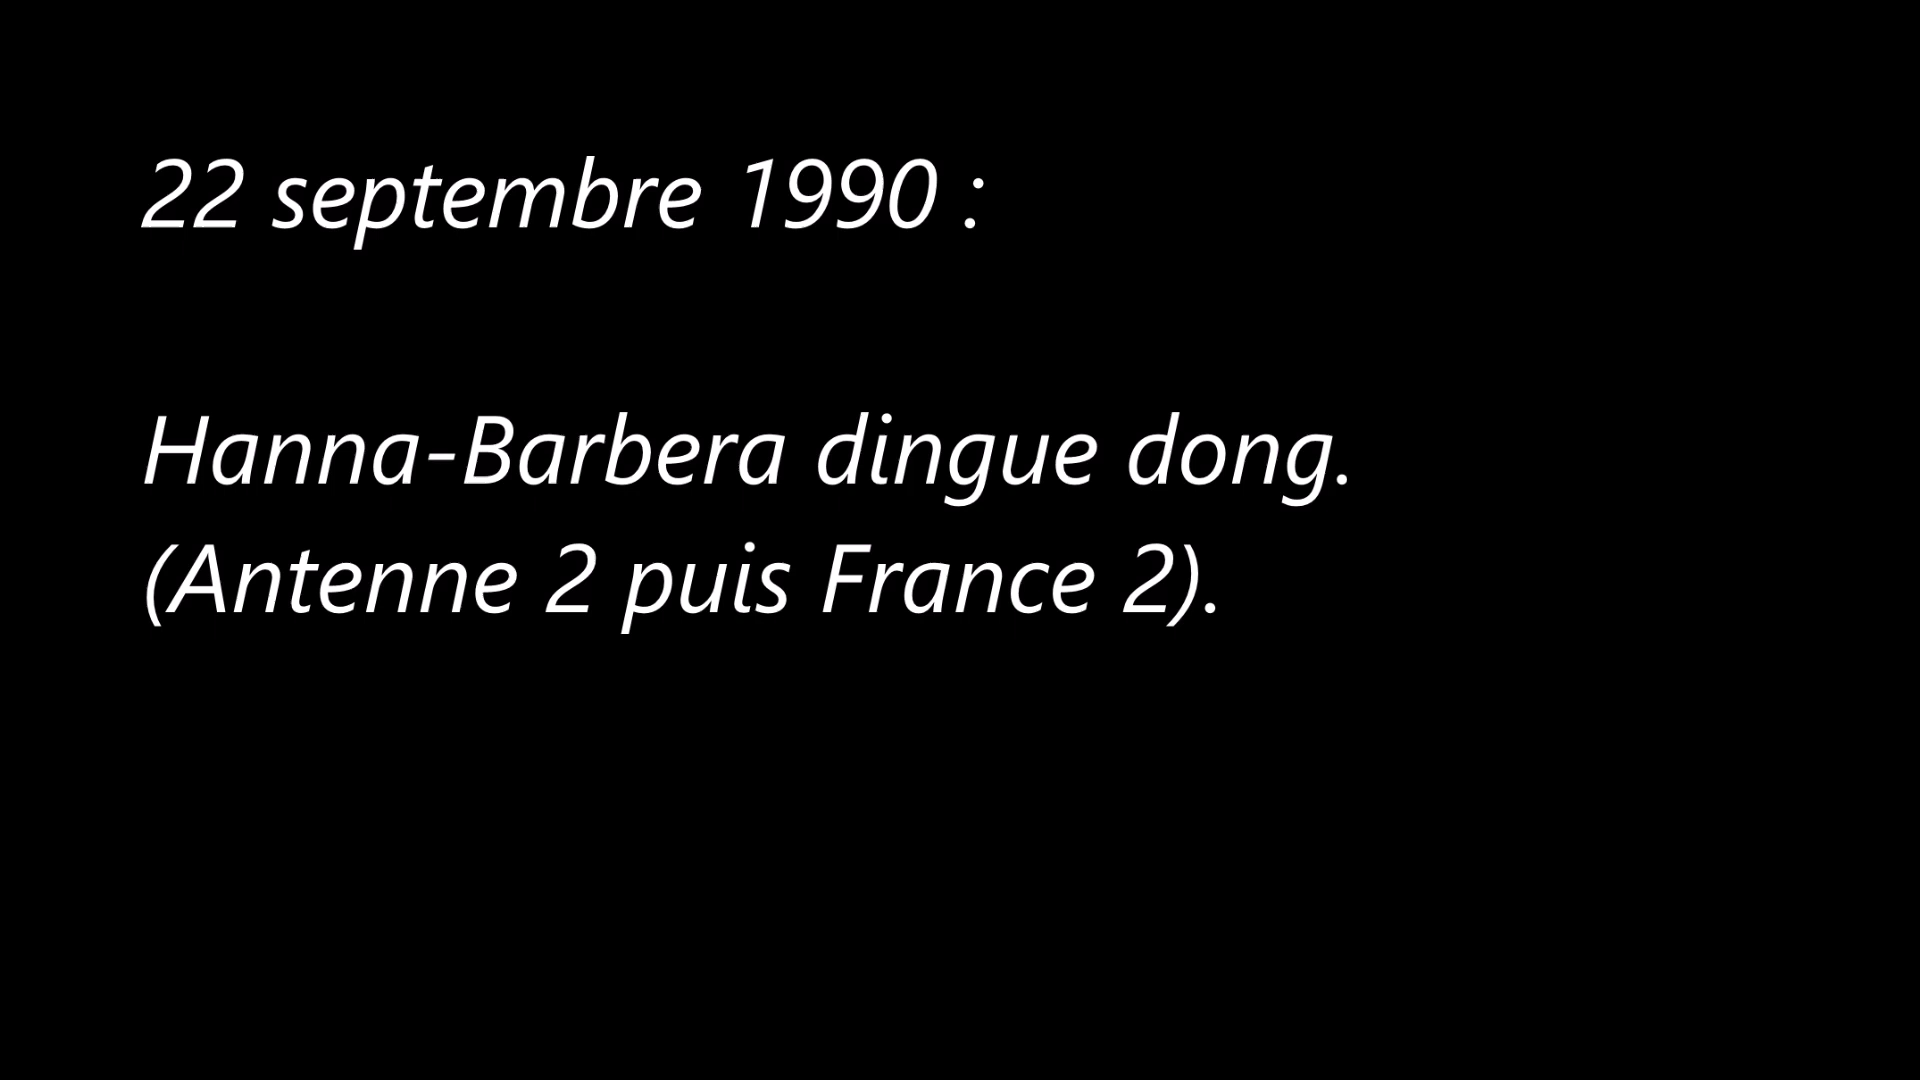 22 septembre 1990 :
Hanna-Barbera dingue dong.
(Antenne 2 puis France 2).